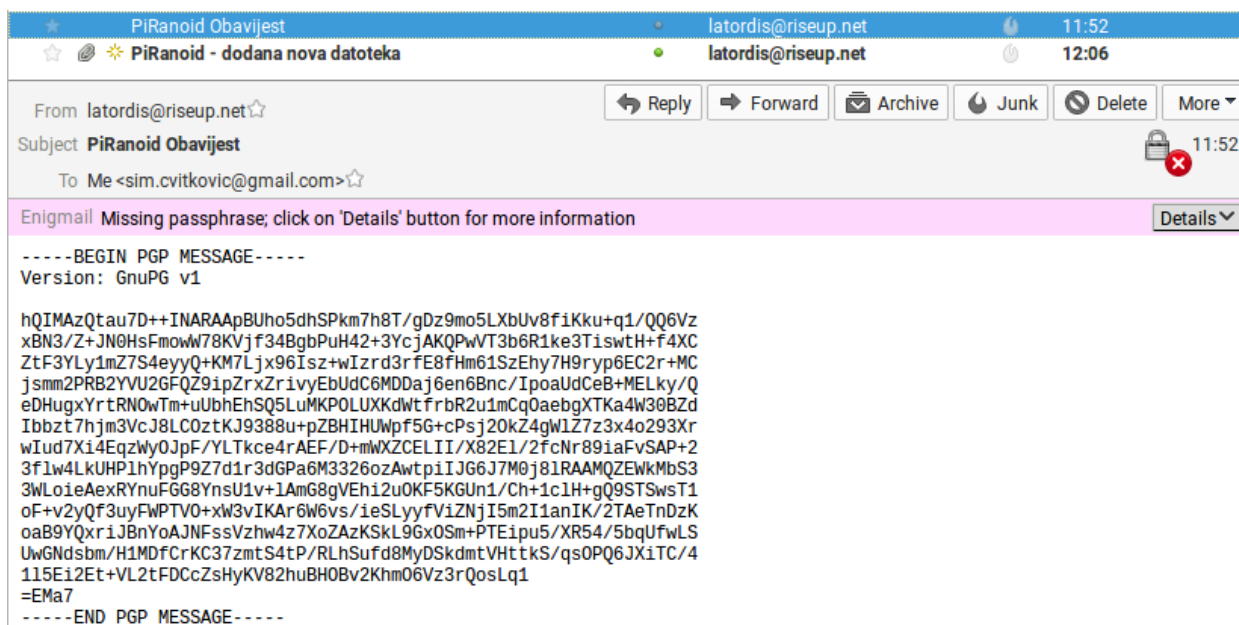 PiRanoid Obavijest latordis@riseup.net 11:52
PiRanoid - dodana nova datoteka latordis@riseup.net 12:06
From latordis@riseup.net Reply Forward Archive Junk Delete More
Subject PiRanoid Obavijest 11:52
To Me <sim.cvitkovic@gmail.com>
Enigmail Missing passphrase; click on 'Details' button for more information Details
-----BEGIN PGP MESSAGE-----
Version: GnuPG v1
hQIMAzQtau7D++INARAApBUho5dhSPkm7h8T/gDz9mo5LXbUv8fiKku+q1/QQ6Vz
xBN3/Z+JN0HsFmowW78KVjf34BgbPuH42+3YcjAKQPwVT3b6R1ke3TiswtH+f4XC
ZtF3YLy1mZ7S4eyyQ+KM7Ljx96Isz+wIzrd3rfE8fHm61SzEhy7H9ryp6EC2r+MC
jsmm2PRB2YVU2GFQZ9ipZrxZrivyEbUdC6MDDaj6en6Bnc/IpoaUdCeB+MELky/Q
eDHugxYrtRNOwTm+uUbhEhSQ5LuMKPOLUXKdWtfrbR2u1mCqOaebgXTKa4W30BZd
Ibbzt7hjm3VcJ8LCOztKJ9388u+pZBHIHUWpf5G+cPsj2OkZ4gWlZ7z3x4o293Xr
wIud7Xi4EqzWyOJpF/YLTkce4rAEF/D+mWXZCELII/X82El/2fcNr89iaFvSAP+2
3flw4LkUHPlhYpgP9Z7d1r3dGPa6M3326ozAwtpiIJG6J7M0j8lRAAMQZEWkMbS3
3WLoieAexRYnuFGG8YnsU1v+lAmG8gVEhi2uOKF5KGUn1/Ch+1clH+gQ9STSwsT1
oF+v2yQf3uyFWPTVO+xW3vIKAr6W6vs/ieSLyyfViZNjI5m2I1anIK/2TAeTnDzK
oaB9YQxriJBnYoAJNFssVzhw4z7XoZAzKSkL9GxOSm+PTEipu5/XR54/5bqUfwLS
UwGNdsbm/H1MDfCrKC37zmtS4tP/RLhSufd8MyDSkdmtVHttkS/qsOPQ6JXiTC/4
1l5Ei2Et+VL2tFDCcZsHyKV82huBHOBv2KhmO6Vz3rQosLq1
=EMa7
-----END PGP MESSAGE-----